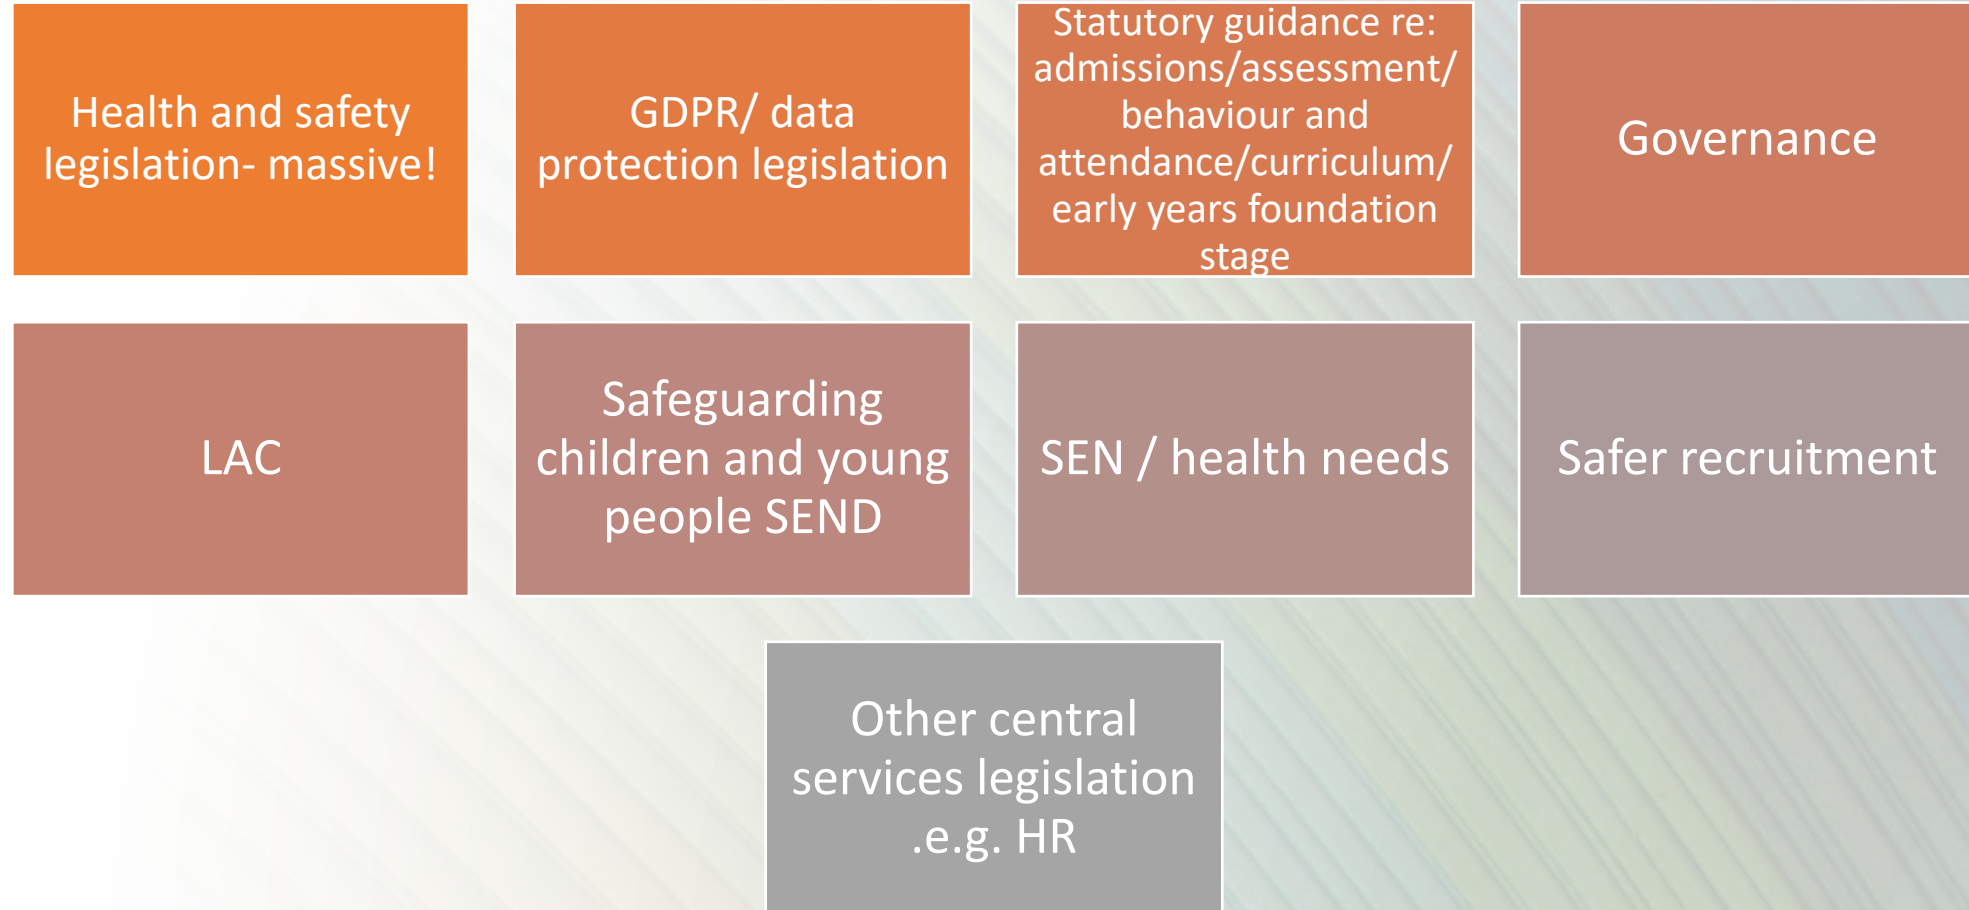 Health and safety
legislation- massive!
GDPR/ data
protection legislation
Statutory guidance re:
admissions/assessment/
behaviour and
attendance/curriculum/
early years foundation
stage
Governance
LAC
Safeguarding
children and young
people SEND
SEN / health needs
Safer recruitment
Other central
services legislation
.e.g. HR